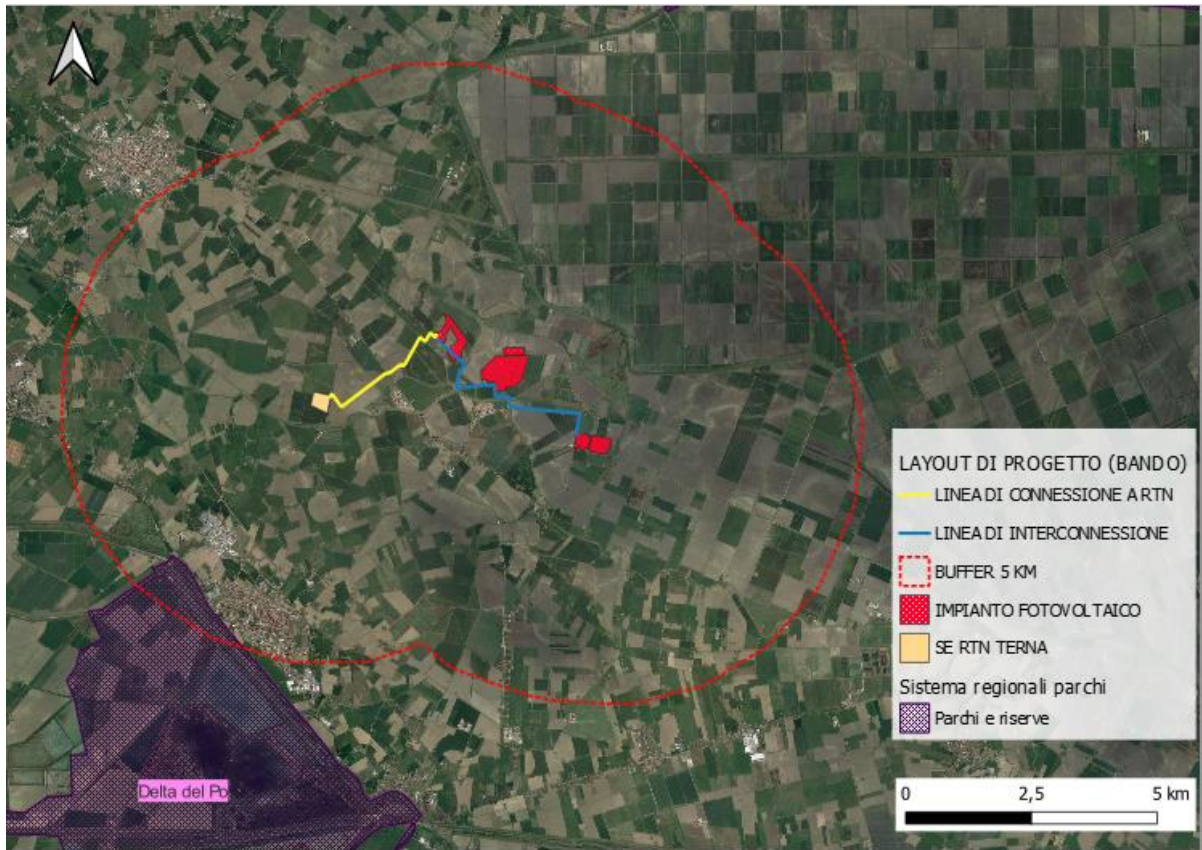 LAYOUT DI PROGETTO (BANDO)
LINEA DI CONNESSIONE A RTN
LINEA DI INTERCONNESSIONE
BUFFER 5 KM
IMPIANTO FOTOVOLTAICO
SE RTN TERNA
Sistema regionali parchi
Parchi e riserve
Delta del Po
0 2,5 5 km